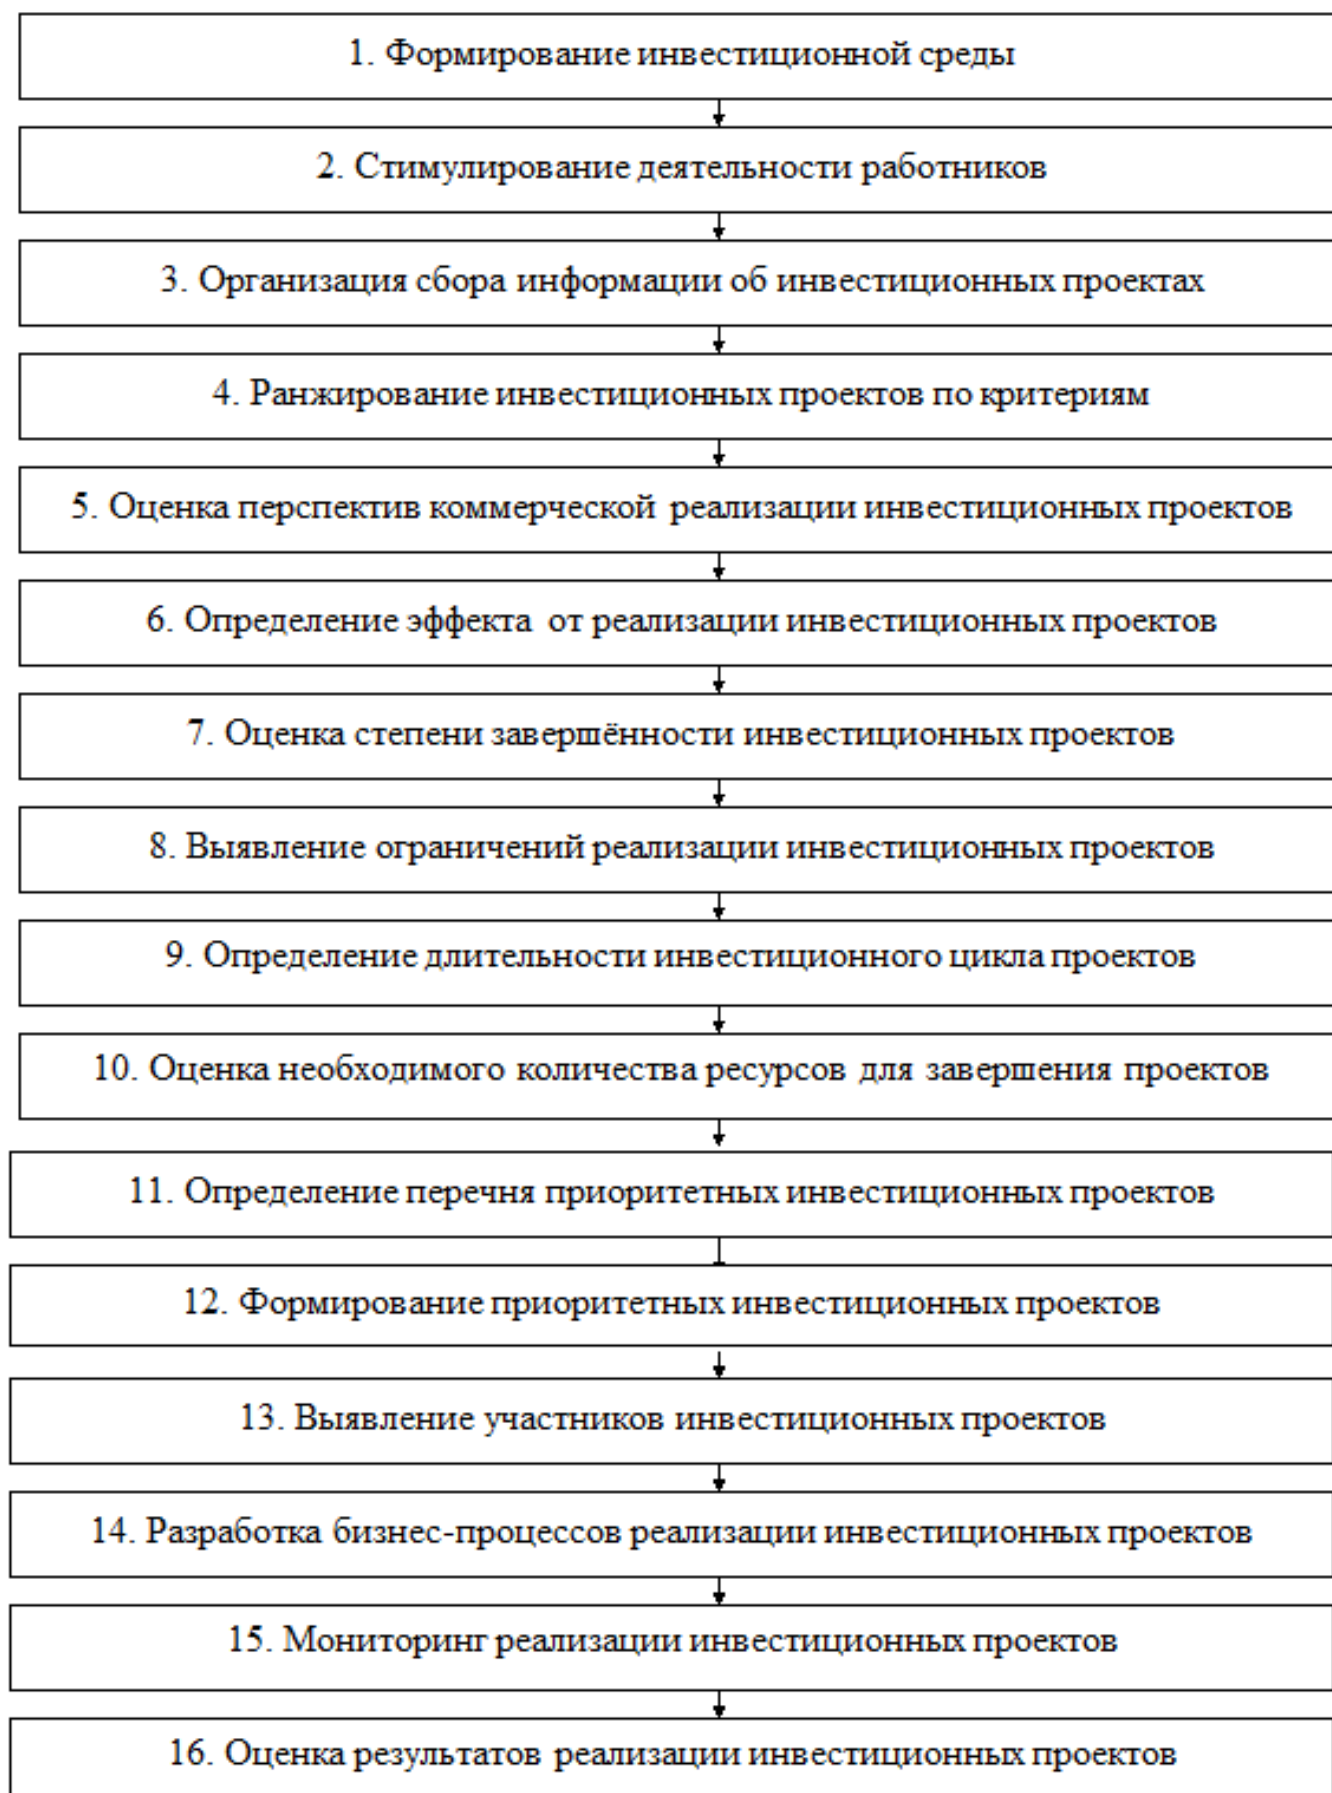 1. Формирование инвестиционной среды
2. Стимулирование деятельности работников
3. Организация сбора информации об инвестиционных проектах
4. Ранжирование инвестиционных проектов по критериям
5. Оценка перспектив коммерческой реализации инвестиционных проектов
6. Определение эффекта от реализации инвестиционных проектов
7. Оценка степени завершённости инвестиционных проектов
8. Выявление ограничений реализации инвестиционных проектов
9. Определение длительности инвестиционного цикла проектов
10. Оценка необходимого количества ресурсов для завершения проектов
11. Определение перечня приоритетных инвестиционных проектов
12. Формирование приоритетных инвестиционных проектов
13. Выявление участников инвестиционных проектов
14. Разработка бизнес-процессов реализации инвестиционных проектов
15. Мониторинг реализации инвестиционных проектов
16. Оценка результатов реализации инвестиционных проектов